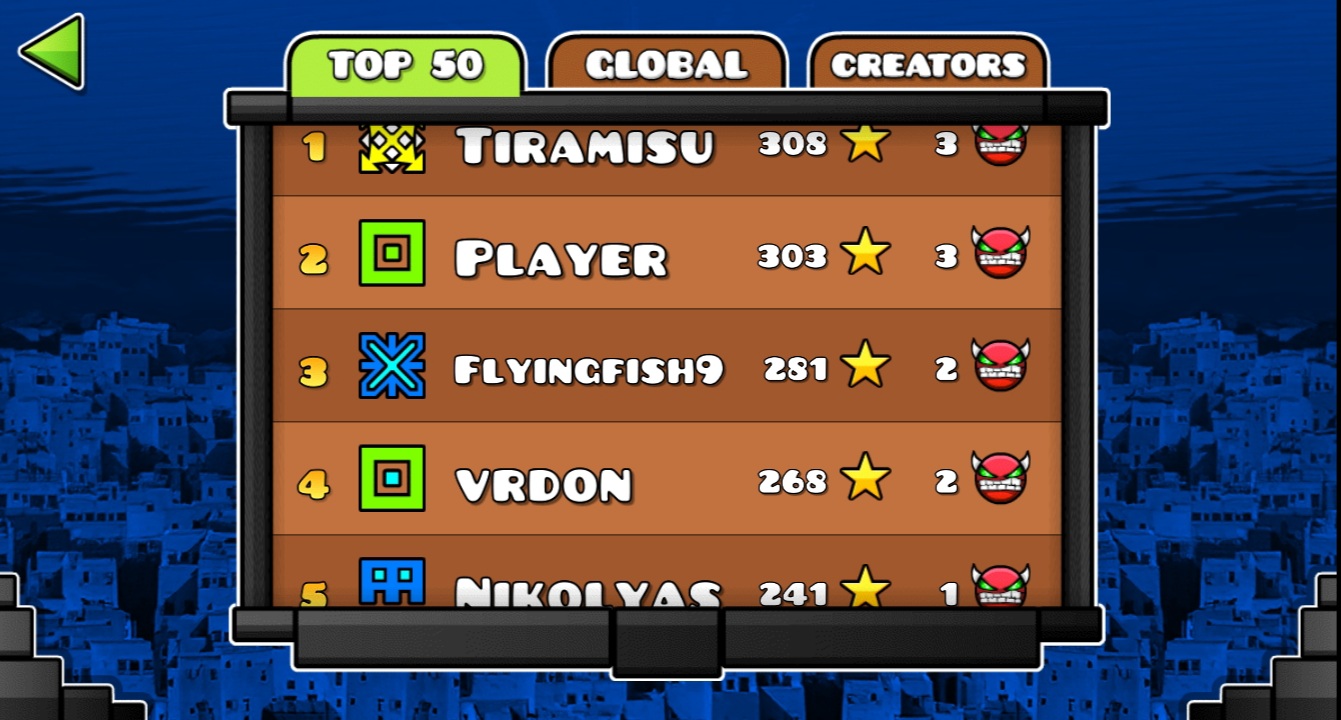 TOP 50 GLOBAL CREATORS
1 TIRAMISU 308 3
2 PLAYER 303 3
3 FLYINGFISH9 281 2
4 VRDON 268 2
5 NIKOLYAS 241 1